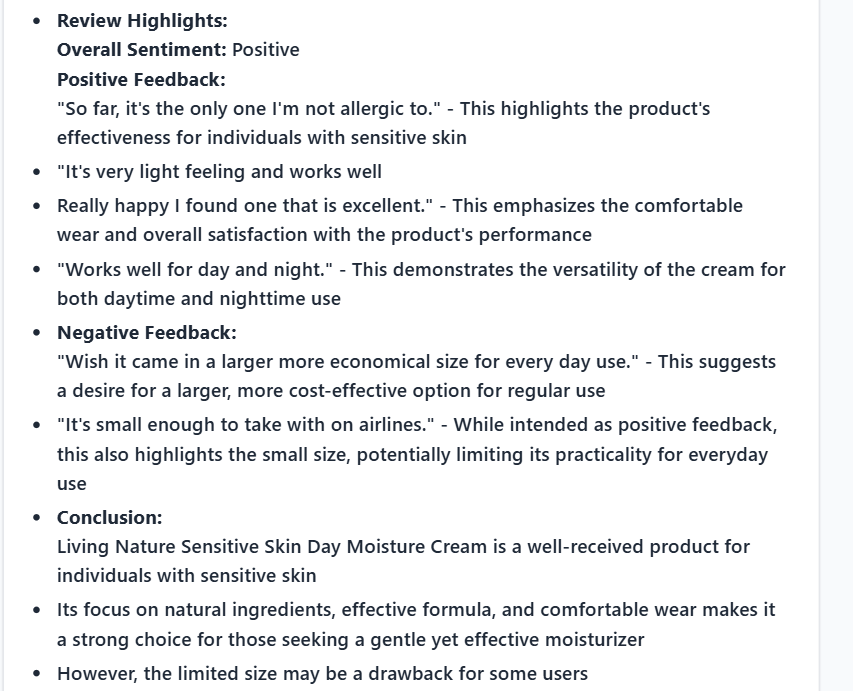 • Review Highlights:
Overall Sentiment: Positive
Positive Feedback:
"So far, it's the only one I'm not allergic to." - This highlights the product's
effectiveness for individuals with sensitive skin
• "It's very light feeling and works well
• Really happy I found one that is excellent." - This emphasizes the comfortable
wear and overall satisfaction with the product's performance
• "Works well for day and night." - This demonstrates the versatility of the cream for
both daytime and nighttime use
• Negative Feedback:
"Wish it came in a larger more economical size for every day use." - This suggests
a desire for a larger, more cost-effective option for regular use
• "It's small enough to take with on airlines." - While intended as positive feedback,
this also highlights the small size, potentially limiting its practicality for everyday
use
• Conclusion:
Living Nature Sensitive Skin Day Moisture Cream is a well-received product for
individuals with sensitive skin
• Its focus on natural ingredients, effective formula, and comfortable wear makes it
a strong choice for those seeking a gentle yet effective moisturizer
• However, the limited size may be a drawback for some users